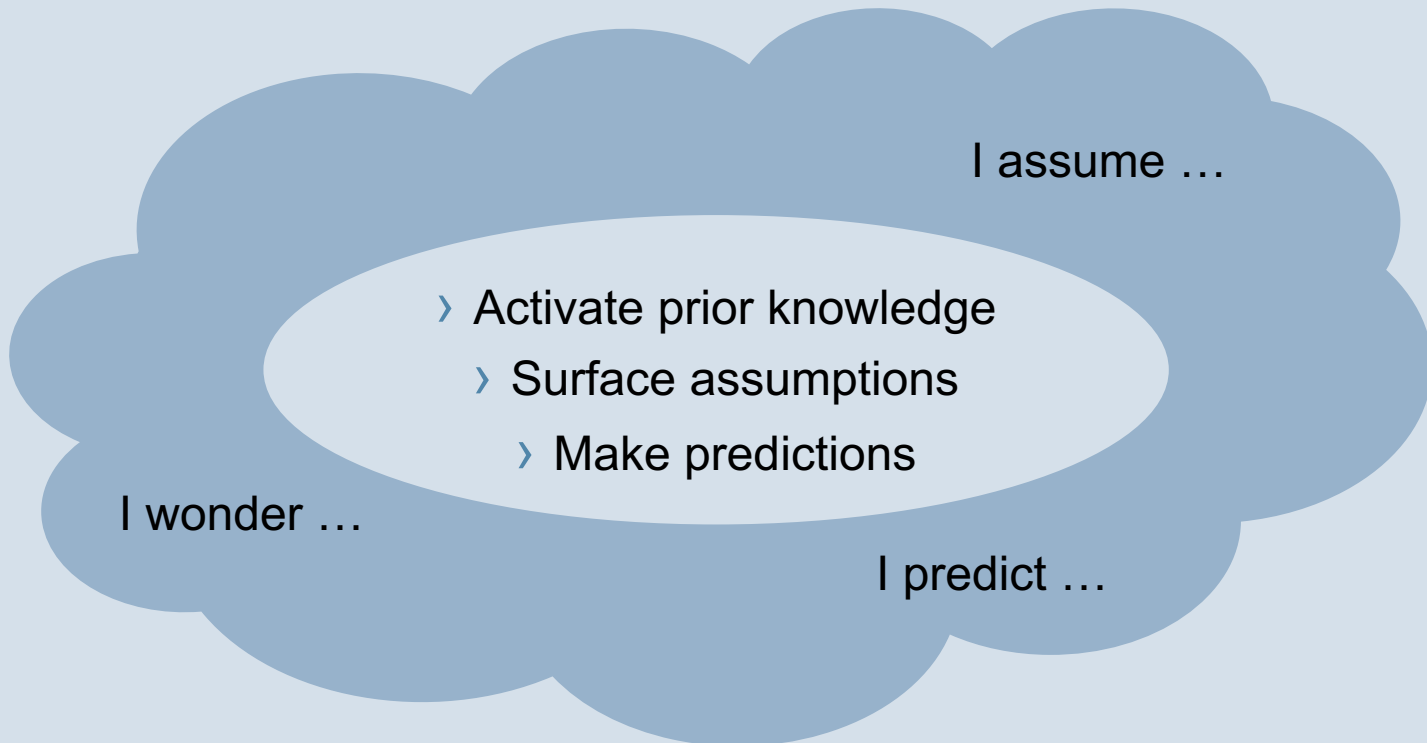 I assume …
› Activate prior knowledge
› Surface assumptions
› Make predictions
I wonder …
I predict …